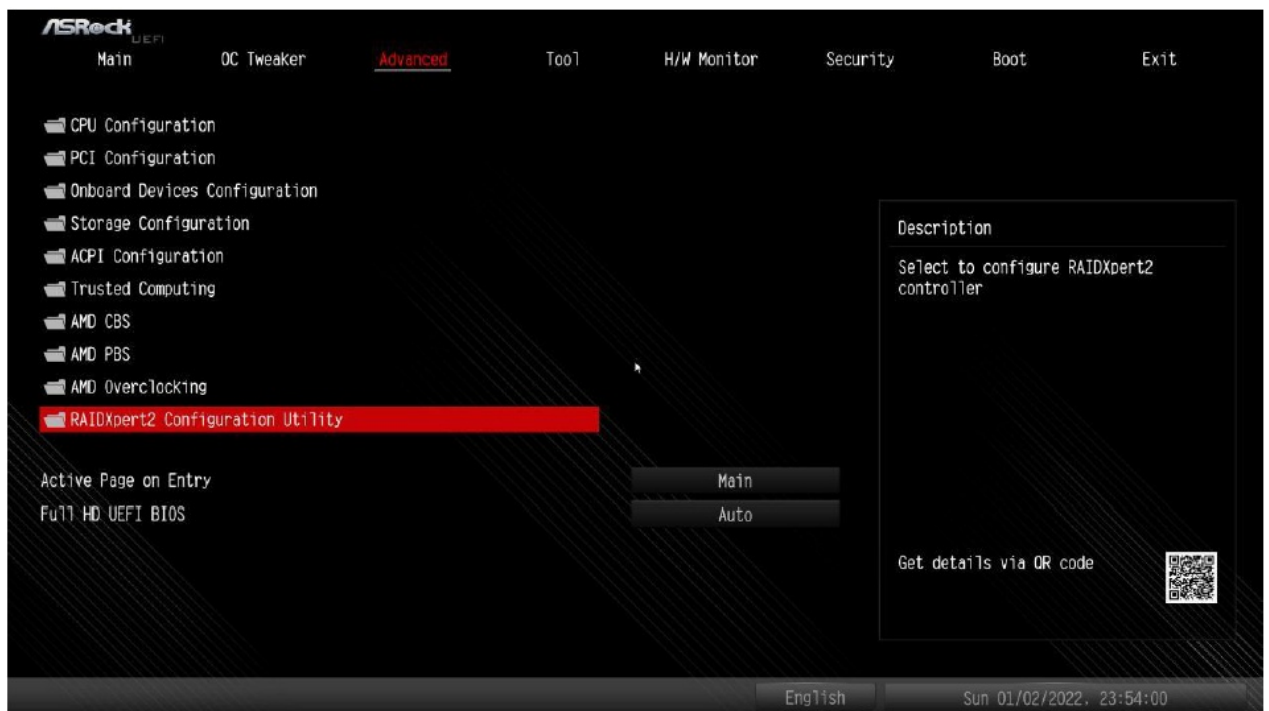 ASRock
UEFI
Main OC Tweaker Advanced Tool H/W Monitor Security Boot Exit
CPU Configuration
PCI Configuration
Onboard Devices Configuration
Storage Configuration
ACPI Configuration
Trusted Computing
AMD CBS
AMD PBS
AMD Overclocking
RAIDXpert2 Configuration Utility
Active Page on Entry Main
Full HD UEFI BIOS Auto
Description
Select to configure RAIDXpert2
controller
Get details via QR code
English Sun 01/02/2022. 23:54:00